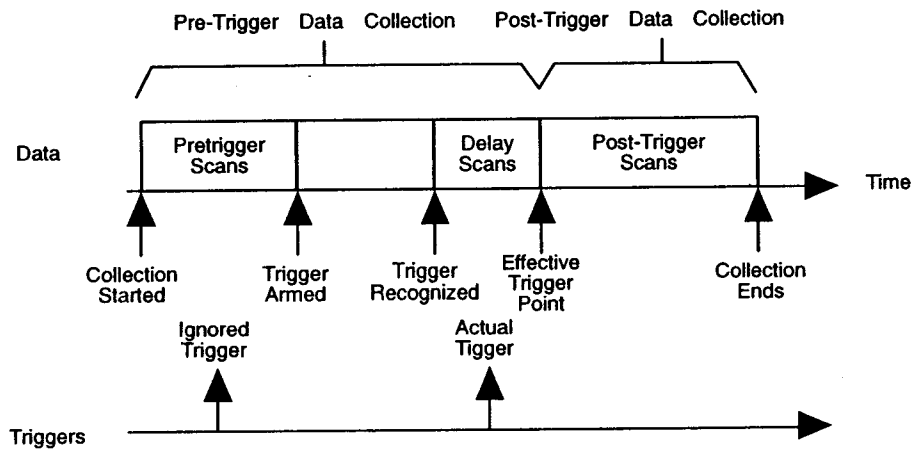 Pre-Trigger Data Collection
Post-Trigger Data Collection
Data
Pretrigger
Scans
Delay
Scans
Post-Trigger
Scans
Time
Collection
Started
Trigger
Armed
Trigger
Recognized
Effective
Trigger
Point
Collection
Ends
Ignored
Trigger
Actual
Tigger
Triggers